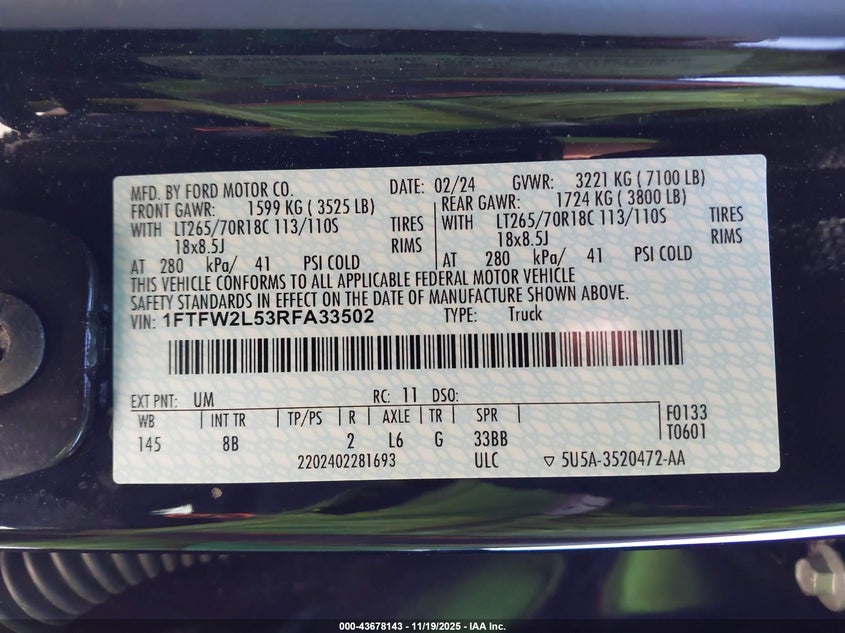 MFD. BY FORD MOTOR CO. DATE: 02/24 GVWR: 3221 KG ( 7100 LB)
FRONT GAWR: 1599 KG ( 3525 LB) REAR GAWR: 1724 KG ( 3800 LB)
WITH LT265/70R18C 113/110S TIRES WITH LT265/70R18C 113/110S TIRES
18x8.5J RIMS 18x8.5J RIMS
AT 280 kPa/ 41 PSI COLD AT 280 kPa/ 41 PSI COLD
THIS VEHICLE CONFORMS TO ALL APPLICABLE FEDERAL MOTOR VEHICLE
SAFETY STANDARDS IN EFFECT ON THE DATE OF MANUFACTURE SHOWN ABOVE.
VIN: 1FTFW2L53RFA33502 TYPE: Truck
EXT PNT: UM RC: 11 DSO:
WB INT TR TP/PS R AXLE TR SPR F0133
145 8B 2 L6 G 33BB T0601
2202402281693 ULC ▽ 5U5A-3520472-AA
000-43678143 - 11/19/2025 - IAA Inc.